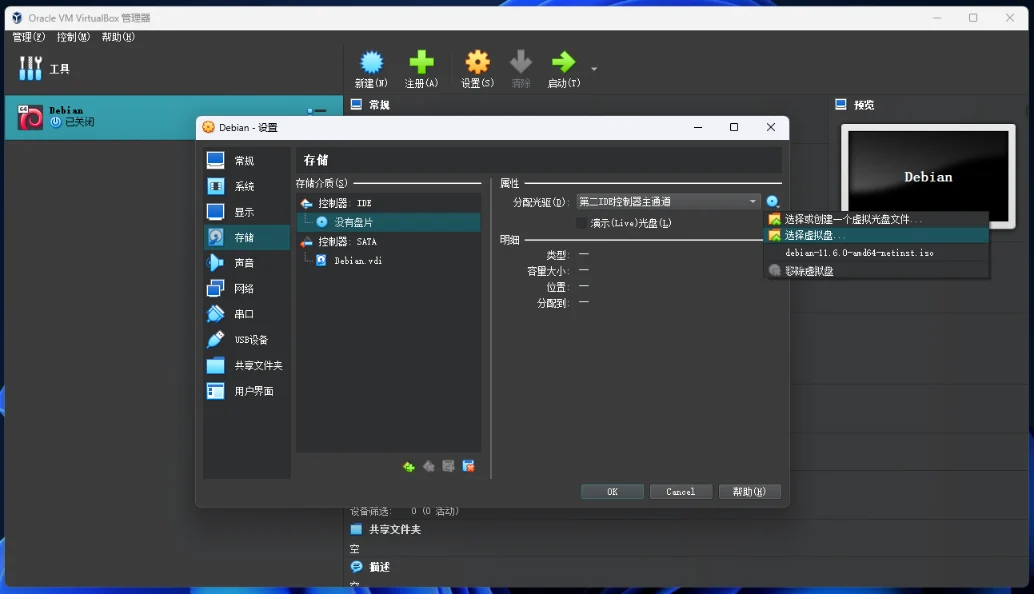 Oracle VM VirtualBox 管理器
管理(F) 控制(M) 帮助(H)
工具
新建(N) 注册(A) 设置(S) 清除 启动(T)
64
Debian
已关闭
常规
预览
Debian
Debian - 设置
常规
系统
显示
存储
声音
网络
串口
USB设备
共享文件夹
用户界面
存储
存储介质(S)
控制器: IDE
没有盘片
控制器: SATA
Debian.vdi
属性
分配光驱(D): 第二IDE控制器主通道
演示(Live)光盘(L)
明细
类型: —
容量大小: —
位置: —
分配到: —
选择或创建一个虚拟光盘文件...
选择虚拟盘...
debian-11.6.0-amd64-netinst.iso
移除虚拟盘
OK Cancel 帮助(H)
设备筛选: 0 (0 活动)
共享文件夹
空
描述
空